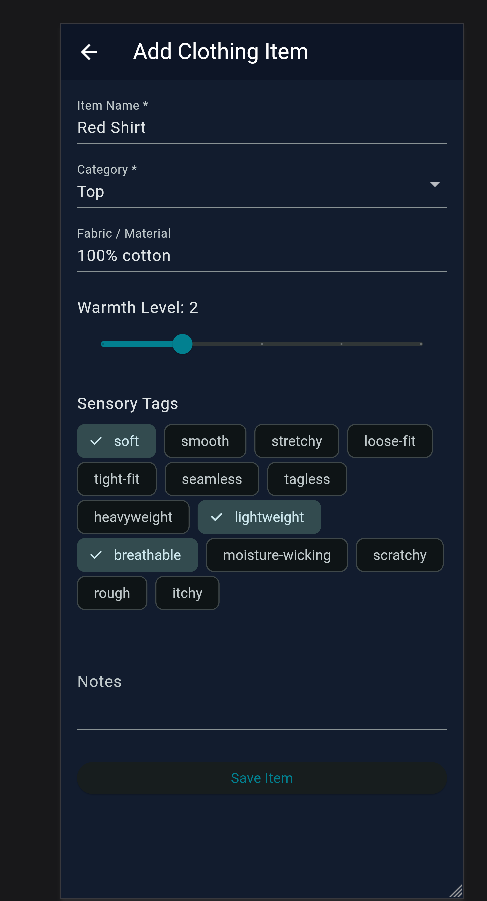 Add Clothing Item
Item Name *
Red Shirt
Category *
Top
Fabric / Material
100% cotton
Warmth Level: 2
Sensory Tags
soft smooth stretchy loose-fit
tight-fit seamless tagless
heavyweight lightweight
breathable moisture-wicking scratchy
rough itchy
Notes
Save Item